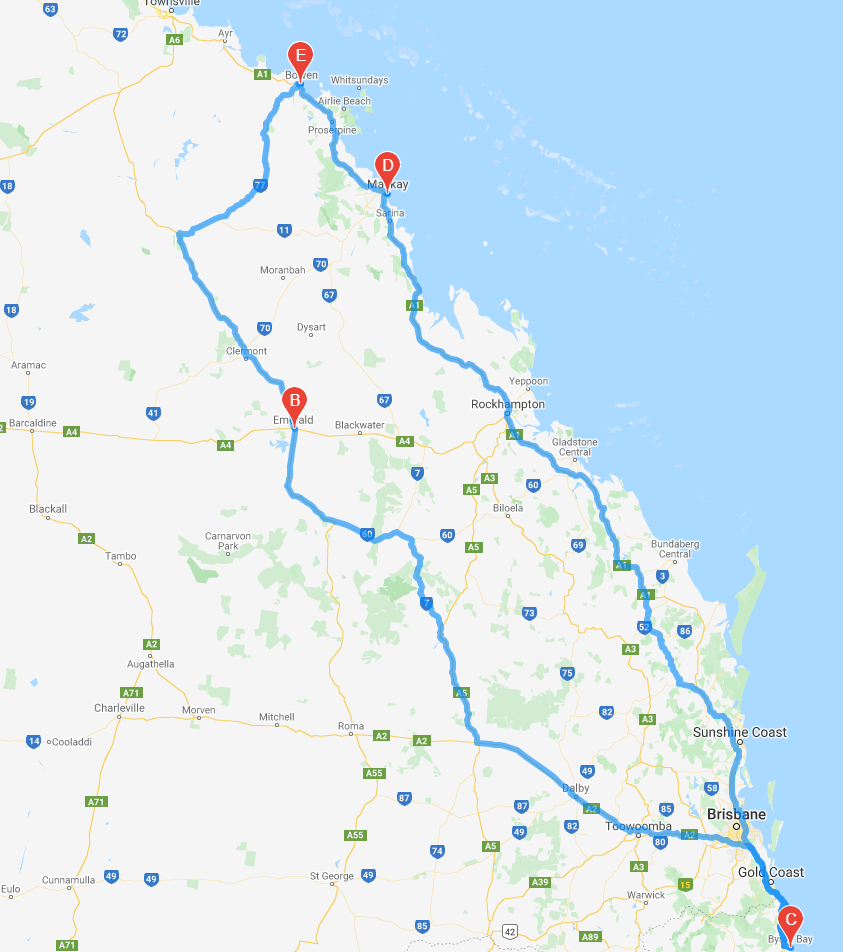 Townsville
63
72
A6
Ayr
E
A1
Bowen
Whitsundays
Airlie Beach
Proserpine
D
18
77
Mackay
Sarina
11
Moranbah
70
67
A1
18
70
Dysart
Clermont
Aramac
Yeppoon
19
41
B
67
Rockhampton
Barcaldine
A4
Emerald
Blackwater
A4
A4
A1
Gladstone
Central
7
A3
A5
60
Blackall
Biloela
A2
Carnarvon
Park
60
60
A5
69
Bundaberg
Central
Tambo
A1
3
A1
7
73
52
86
A2
A3
Augathella
75
A71
A5
Charleville
Morven
Mitchell
Roma
82
A3
Sunshine Coast
14
Cooladdi
A2
A2
A55
49
Dalby
58
A71
87
87
A2
85
Brisbane
82
Toowoomba
A2
A55
49
80
74
A5
A3
Cunnamulla
49
49
St George
49
Gold Coast
Eulo
A39
15
Warwick
C
85
42
A89
Byron Bay
A71